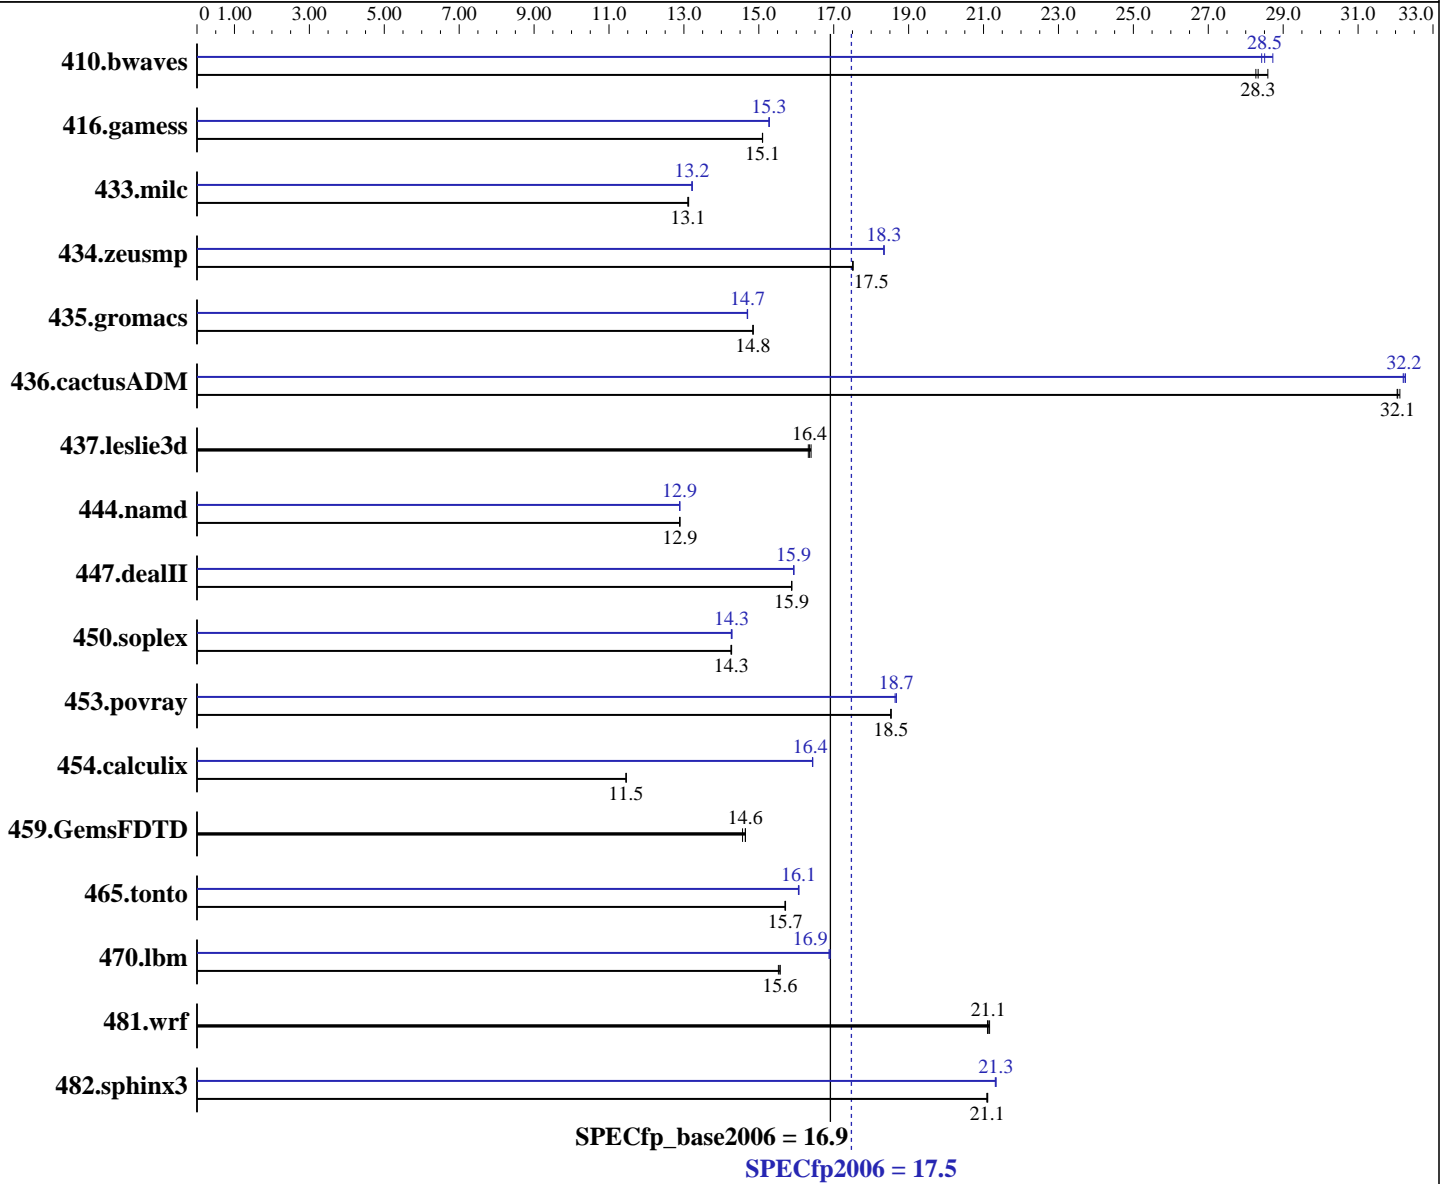 0 1.00 3.00 5.00 7.00 9.00 11.0 13.0 15.0 17.0 19.0 21.0 23.0 25.0 27.0 29.0 31.0 33.0
28.5
410.bwaves
28.3
15.3
416.gamess
15.1
13.2
433.milc
13.1
18.3
434.zeusmp
17.5
14.7
435.gromacs
14.8
32.2
436.cactusADM
32.1
16.4
437.leslie3d
12.9
444.namd
12.9
15.9
447.dealII
15.9
14.3
450.soplex
14.3
18.7
453.povray
18.5
16.4
454.calculix
11.5
14.6
459.GemsFDTD
16.1
465.tonto
15.7
16.9
470.lbm
15.6
21.1
481.wrf
21.3
482.sphinx3
21.1
SPECfp_base2006 = 16.9
SPECfp2006 = 17.5